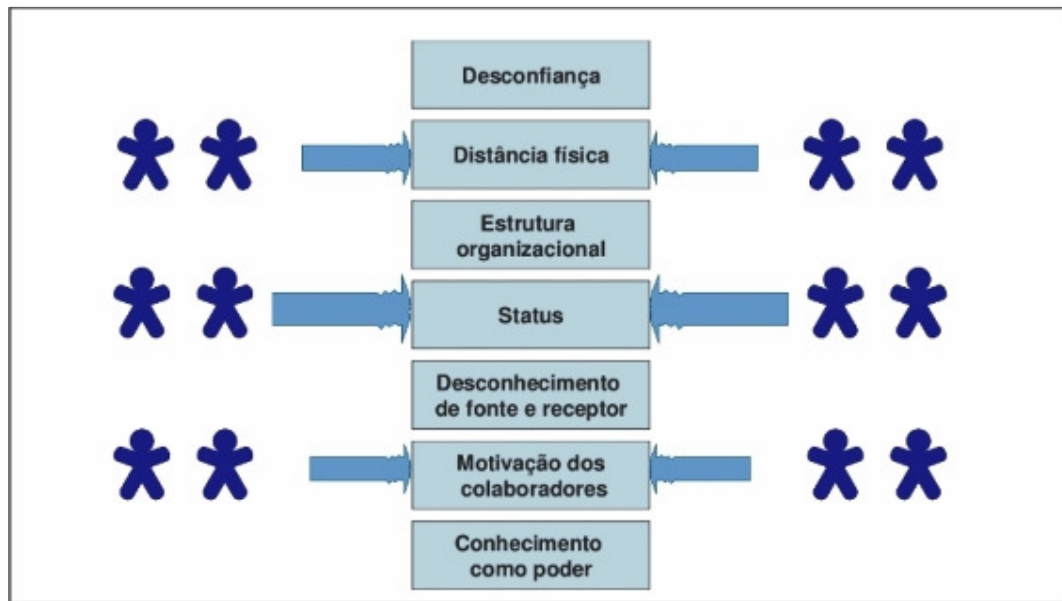 Desconfiança
Distância física
Estrutura
organizacional
Status
Desconhecimento
de fonte e receptor
Motivação dos
colaboradores
Conhecimento
como poder